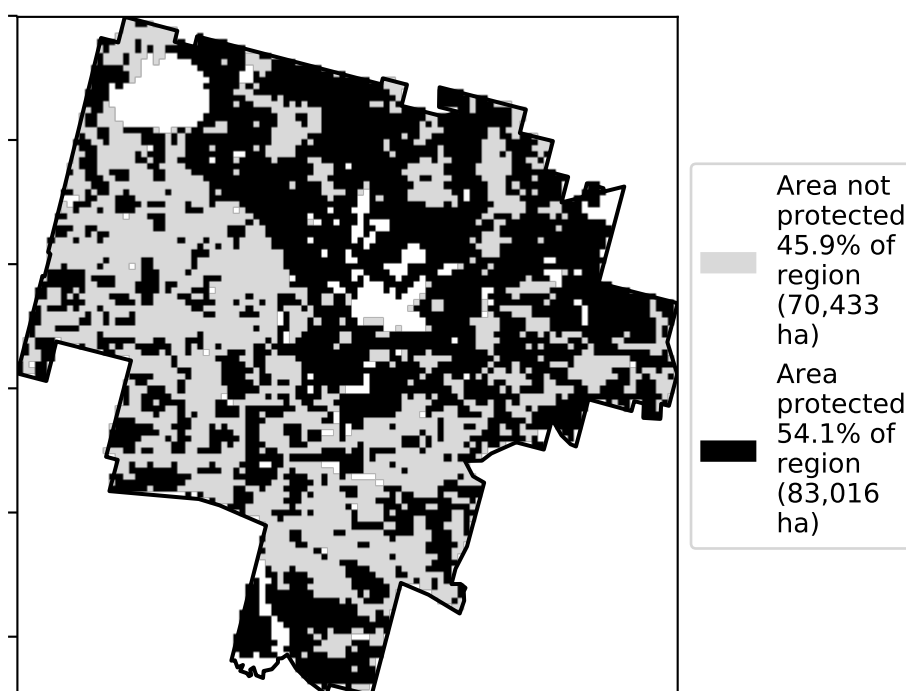 Area not
protected
45.9% of
region
(70,433
ha)
Area
protected
54.1% of
region
(83,016
ha)